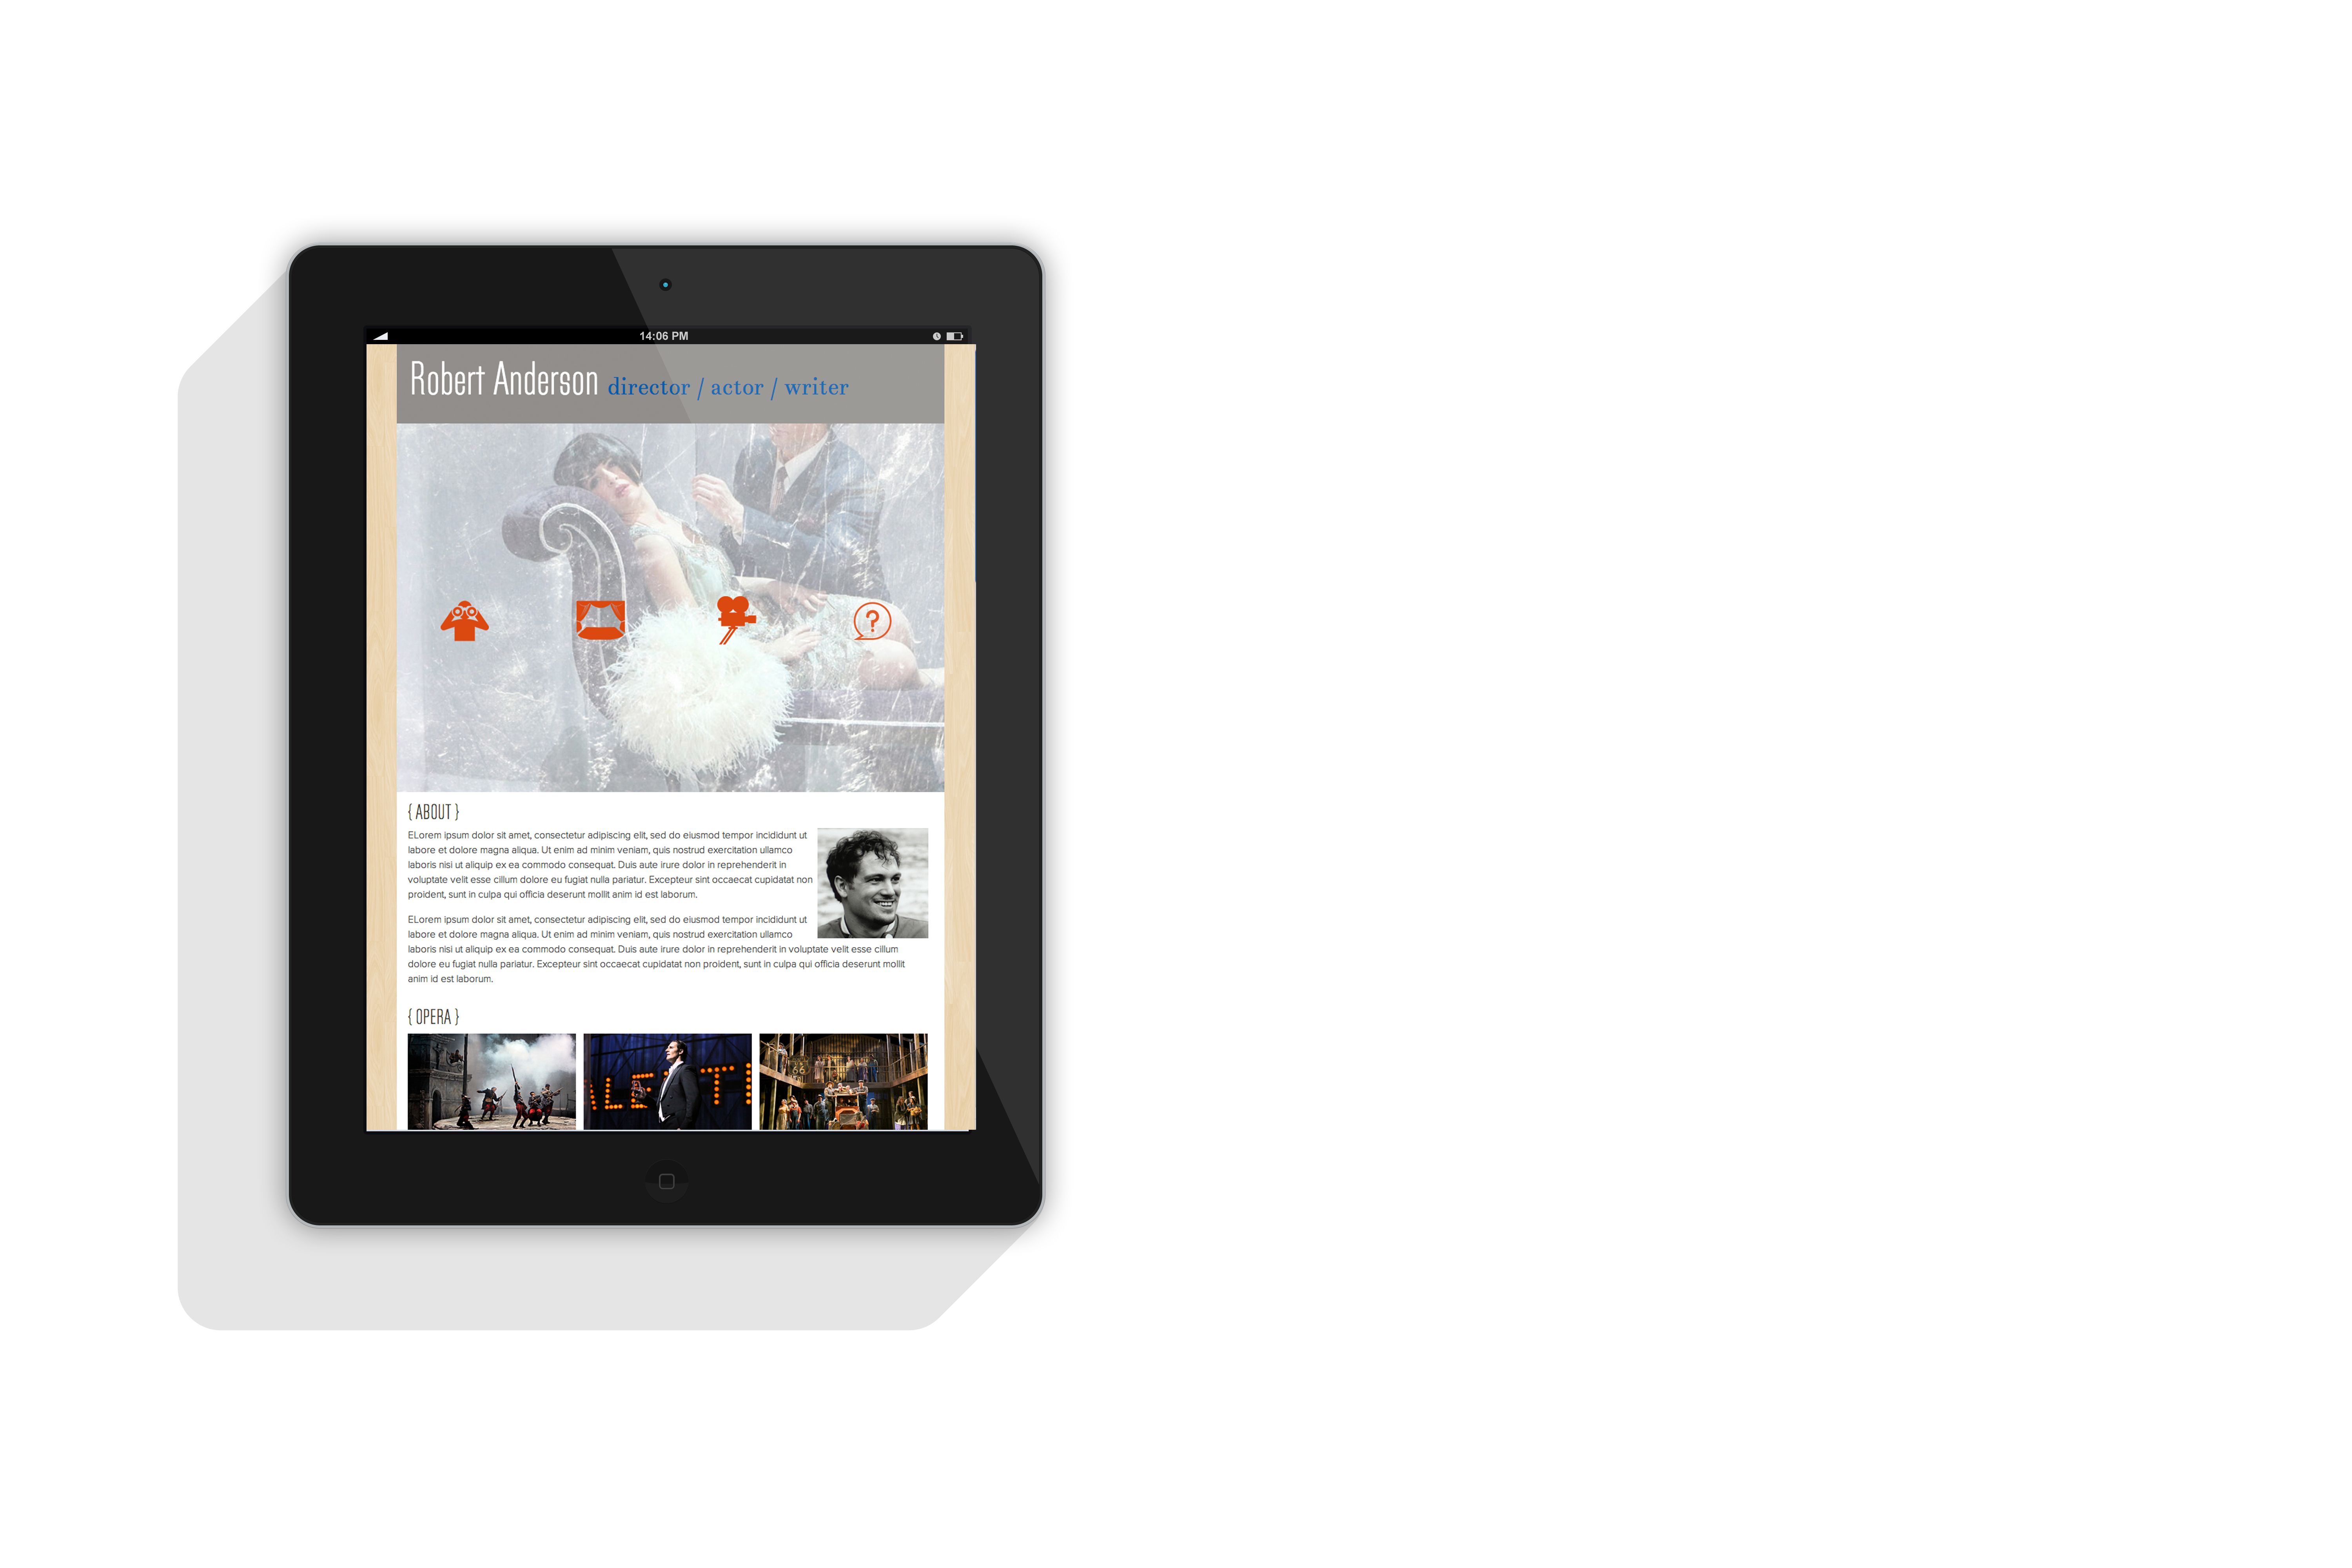 14:06 PM
Robert Anderson director / actor / writer
?
{ ABOUT }
ELorem ipsum dolor sit amet, consectetur adipiscing elit, sed do eiusmod tempor incididunt ut
labore et dolore magna aliqua. Ut enim ad minim veniam, quis nostrud exercitation ullamco
laboris nisi ut aliquip ex ea commodo consequat. Duis aute irure dolor in reprehenderit in
voluptate velit esse cillum dolore eu fugiat nulla pariatur. Excepteur sint occaecat cupidatat non
proident, sunt in culpa qui officia deserunt mollit anim id est laborum.
ELorem ipsum dolor sit amet, consectetur adipiscing elit, sed do eiusmod tempor incididunt ut
labore et dolore magna aliqua. Ut enim ad minim veniam, quis nostrud exercitation ullamco
laboris nisi ut aliquip ex ea commodo consequat. Duis aute irure dolor in reprehenderit in voluptate velit esse cillum
dolore eu fugiat nulla pariatur. Excepteur sint occaecat cupidatat non proident, sunt in culpa qui officia deserunt mollit
anim id est laborum.
{ OPERA }
66